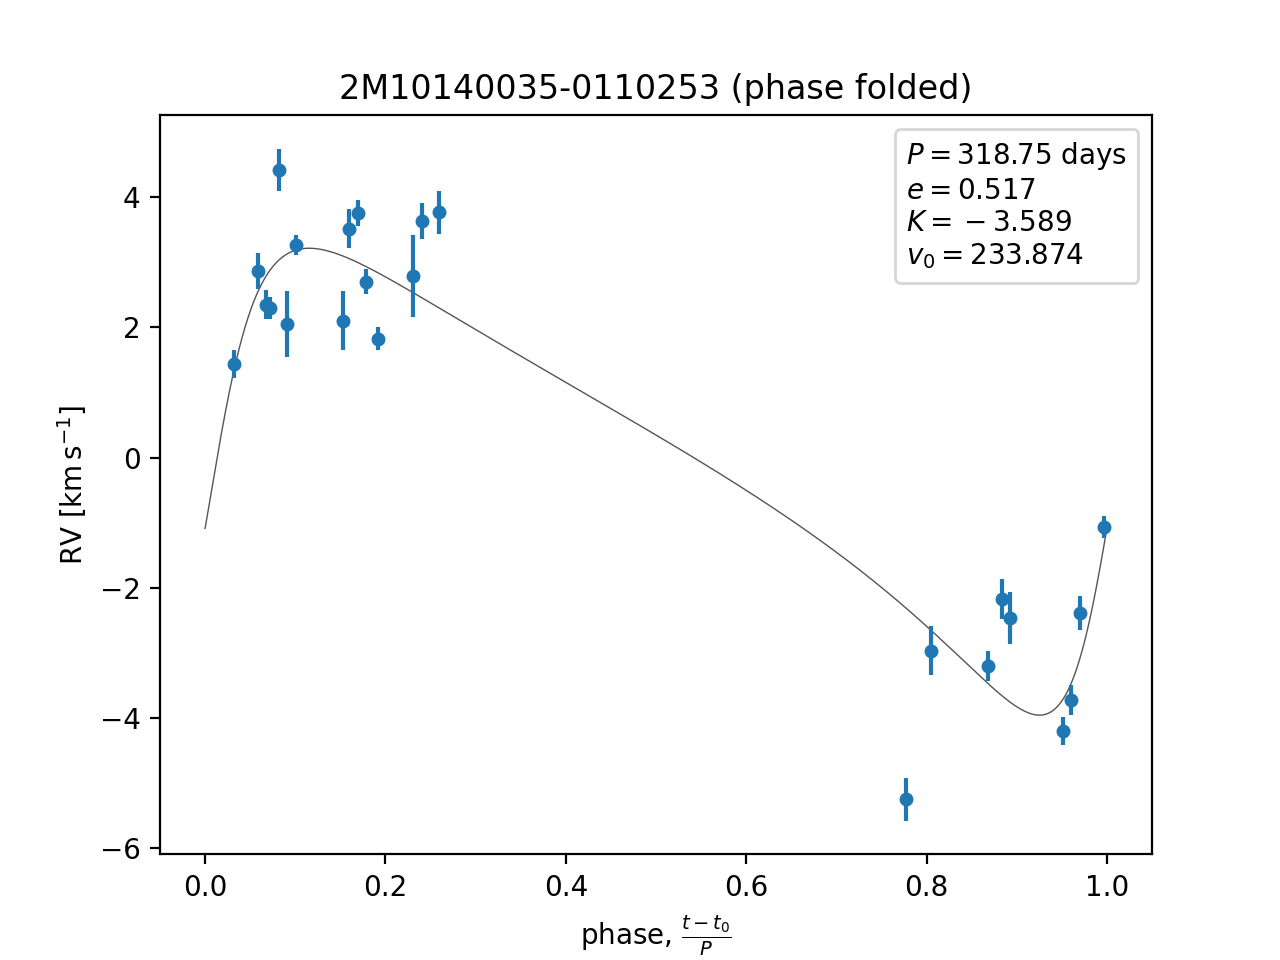 2M10140035-0110253 (phase folded)
P = 318.75 days
e = 0.517
K = −3.589
v₀ = 233.874
RV [km s⁻¹]
4
2
0
−2
−4
−6
0.0 0.2 0.4 0.6 0.8 1.0
phase, (t − t₀)/P